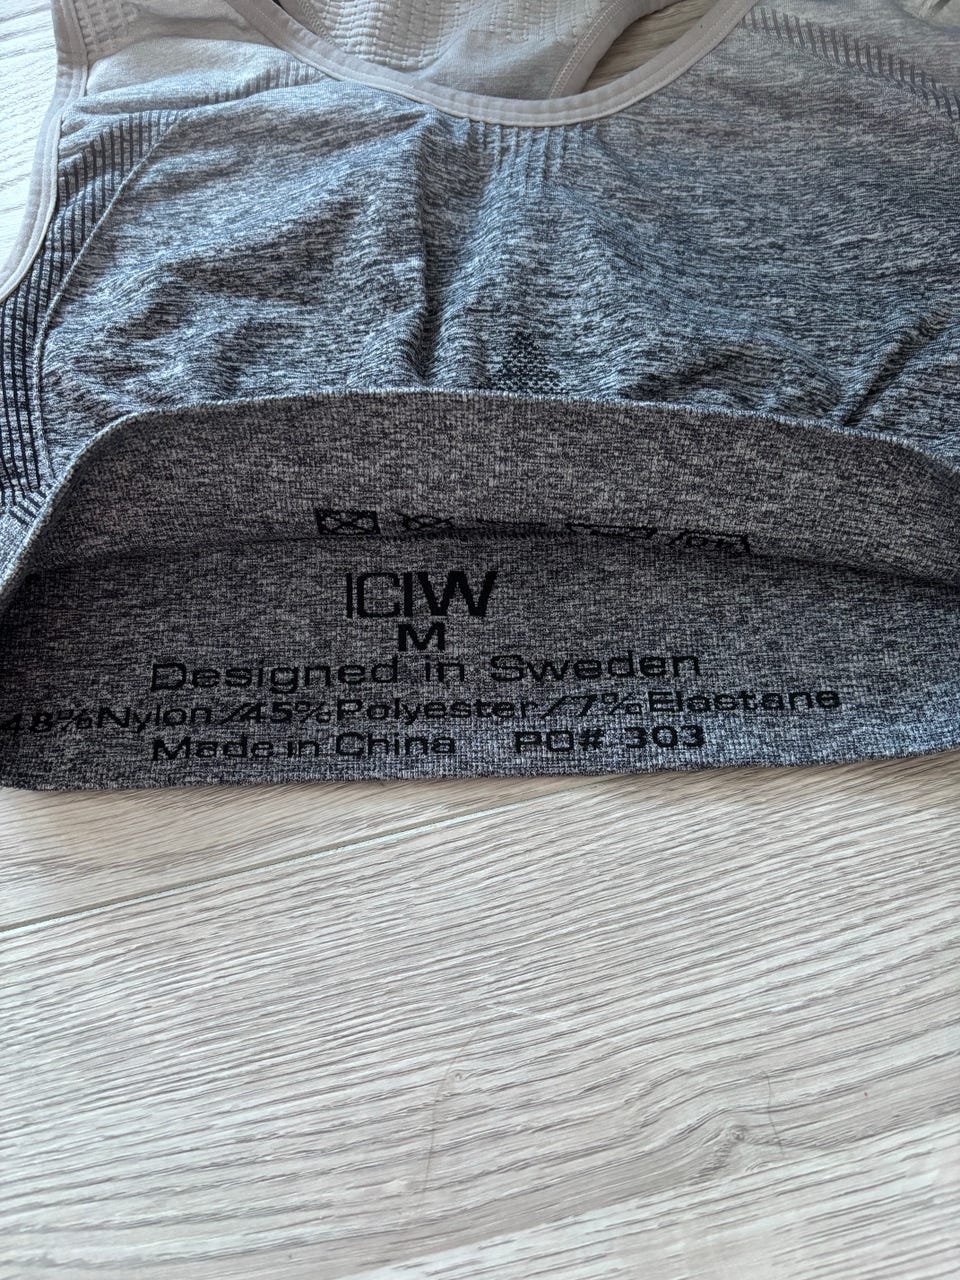 ICIW
M
Designed in Sweden
48%Nylon/45%Polyester/7%Elastane
Made in China PO# 303